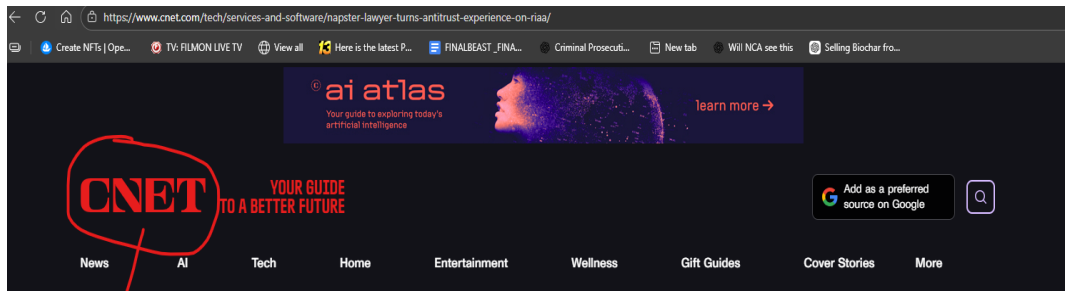 https://www.cnet.com/tech/services-and-software/napster-lawyer-turns-antitrust-experience-on-riaa/
Create NFTs | Ope... TV: FILMON LIVE TV View all Here is the latest P... FINALBEAST _FINA... Criminal Prosecuti... New tab Will NCA see this Selling Biochar fro...
© ai atlas
Your guide to exploring today's
artificial intelligence
learn more →
CNET
YOUR GUIDE
TO A BETTER FUTURE
Add as a preferred
source on Google
News AI Tech Home Entertainment Wellness Gift Guides Cover Stories More